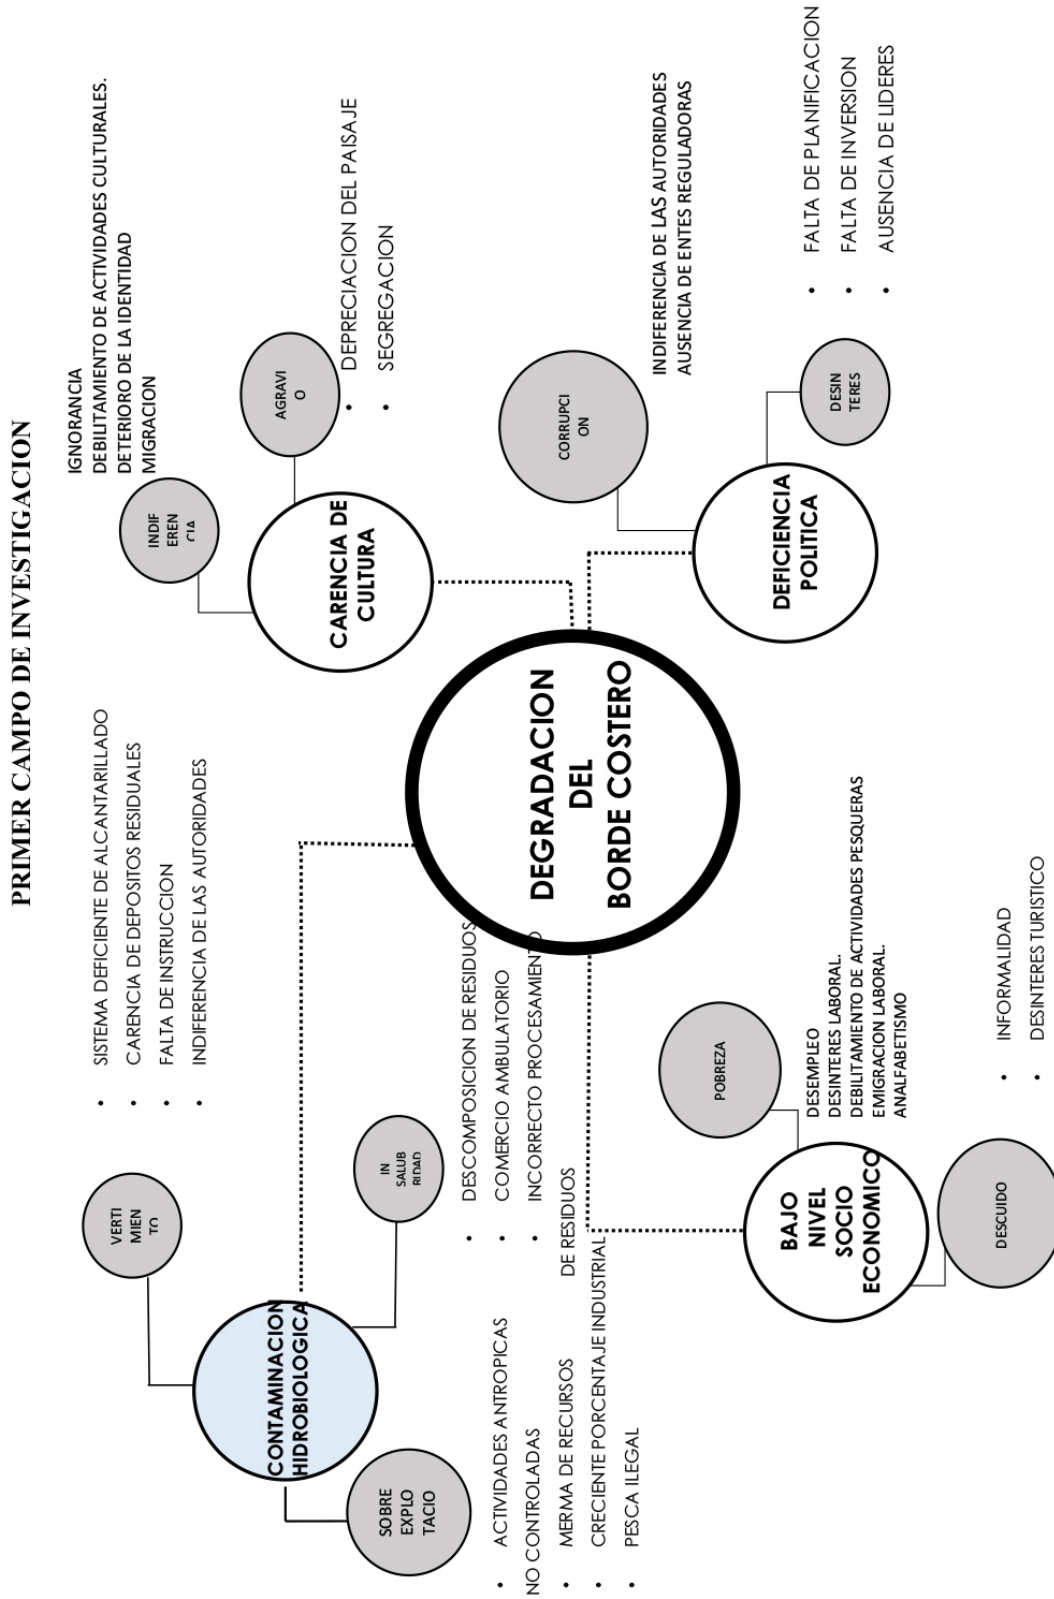 PRIMER CAMPO DE INVESTIGACION
VERTI
MIEN
TO
• SISTEMA DEFICIENTE DE ALCANTARILLADO
• CARENCIA DE DEPOSITOS RESIDUALES
• FALTA DE INSTRUCCION
• INDIFERENCIA DE LAS AUTORIDADES
INDIF
EREN
CIA
IGNORANCIA
DEBILITAMIENTO DE ACTIVIDADES CULTURALES.
DETERIORO DE LA IDENTIDAD
MIGRACION
CONTAMINACION
HIDROBIOLOGICA
IN
SALUB
RIDAD
CARENCIA DE
CULTURA
AGRAVI
O
• DEPRECIACION DEL PAISAJE
• SEGREGACION
SOBRE
EXPLO
TACIO
• DESCOMPOSICION DE RESIDUOS
• COMERCIO AMBULATORIO
• INCORRECTO PROCESAMIENTO
DE RESIDUOS
• ACTIVIDADES ANTROPICAS
NO CONTROLADAS
• MERMA DE RECURSOS
• CRECIENTE PORCENTAJE INDUSTRIAL
• PESCA ILEGAL
DEGRADACION
DEL
BORDE COSTERO
CORRUPCI
ON
INDIFERENCIA DE LAS AUTORIDADES
AUSENCIA DE ENTES REGULADORAS
POBREZA
DESEMPLEO
DESINTERES LABORAL.
DEBILITAMIENTO DE ACTIVIDADES PESQUERAS
EMIGRACION LABORAL.
ANALFABETISMO
BAJO
NIVEL
SOCIO
ECONOMICO
DEFICIENCIA
POLITICA
DESIN
TERES
• FALTA DE PLANIFICACION
• FALTA DE INVERSION
• AUSENCIA DE LIDERES
DESCUIDO
• INFORMALIDAD
• DESINTERES TURISTICO